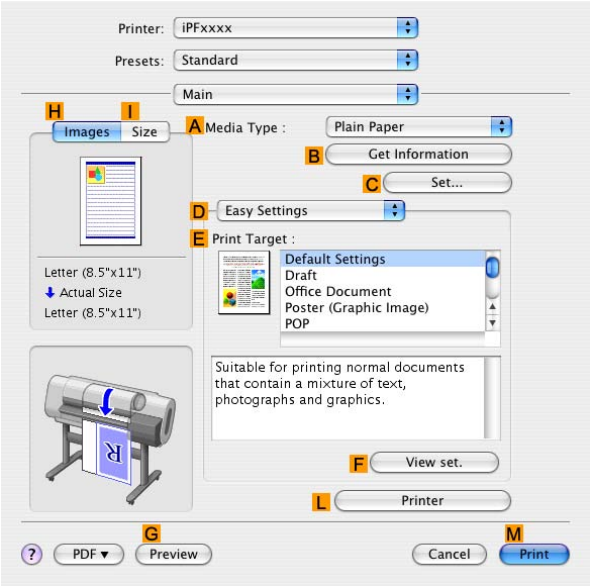 Printer: iPFxxxx
Presets: Standard
Main
H I
Images Size
A Media Type : Plain Paper
B Get Information
C Set...
D Easy Settings
E Print Target :
Default Settings
Draft
Office Document
Poster (Graphic Image)
POP
Letter (8.5"x11")
Actual Size
Letter (8.5"x11")
Suitable for printing normal documents
that contain a mixture of text,
photographs and graphics.
R
F View set.
L Printer
G M
? PDF Preview Cancel Print